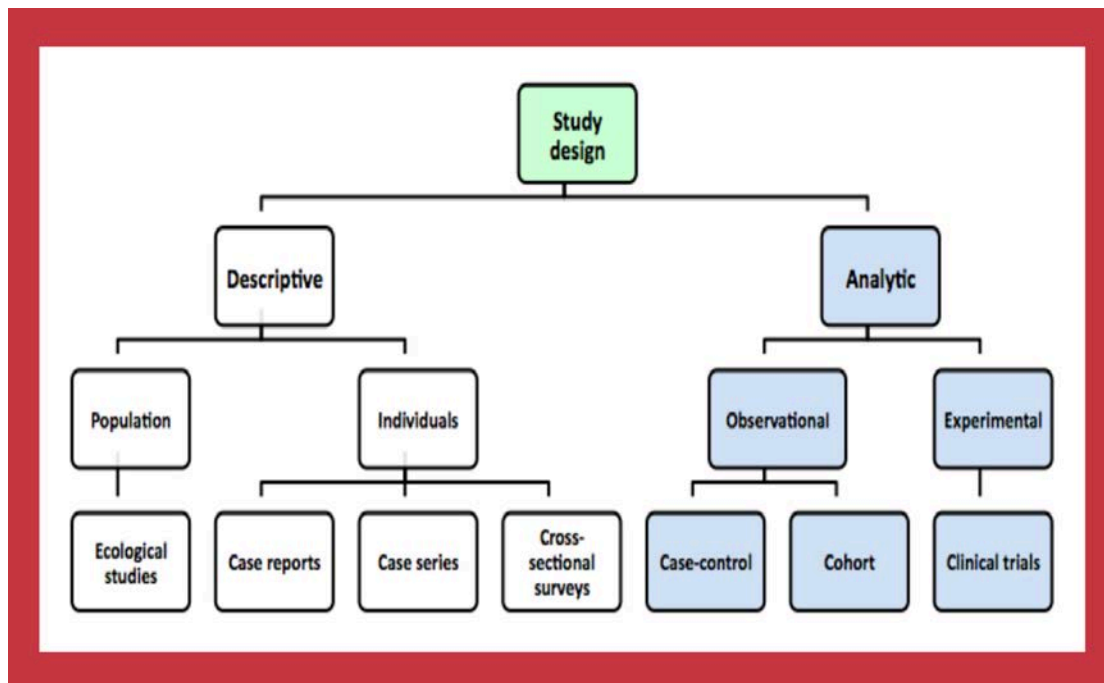 Study
design
Descriptive
Analytic
Population
Individuals
Observational
Experimental
Ecological
studies
Case reports
Case series
Cross-
sectional
surveys
Case-control
Cohort
Clinical trials